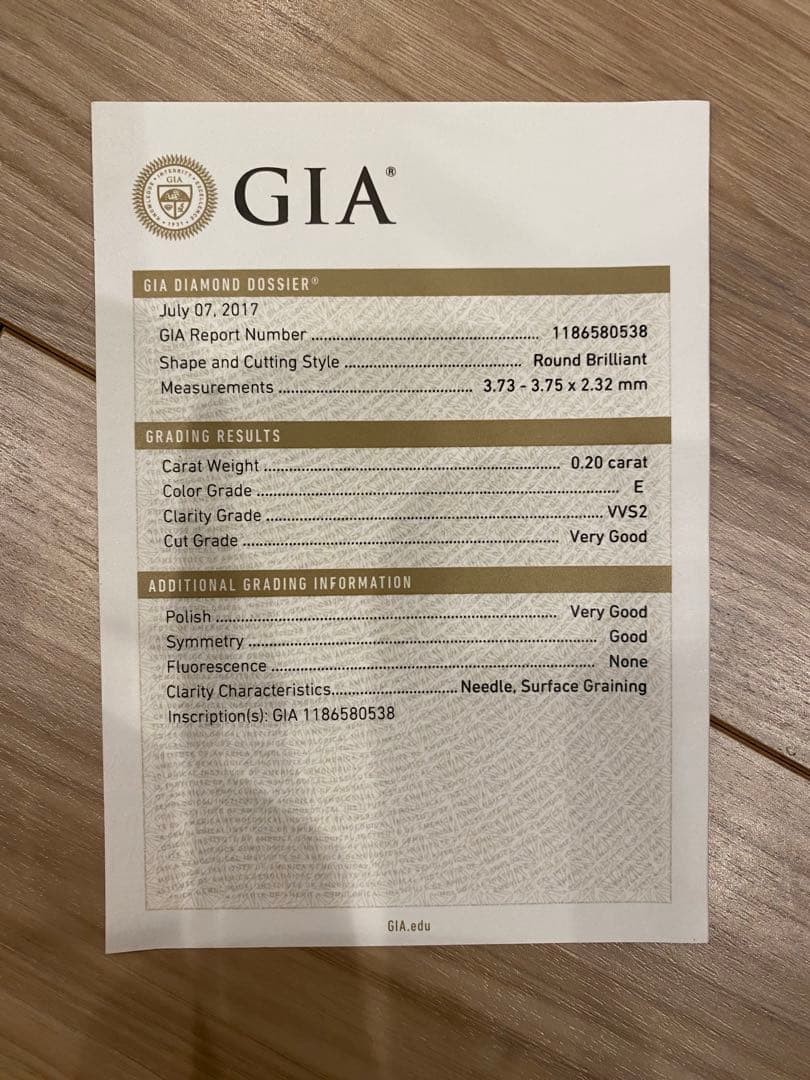 GIA®
GIA DIAMOND DOSSIER®
July 07, 2017
GIA Report Number ........ 1186580538
Shape and Cutting Style ........ Round Brilliant
Measurements ........ 3.73 - 3.75 x 2.32 mm
GRADING RESULTS
Carat Weight ........ 0.20 carat
Color Grade ........ E
Clarity Grade ........ VVS2
Cut Grade ........ Very Good
ADDITIONAL GRADING INFORMATION
Polish ........ Very Good
Symmetry ........ Good
Fluorescence ........ None
Clarity Characteristics ........ Needle, Surface Graining
Inscription(s): GIA 1186580538
GIA.edu